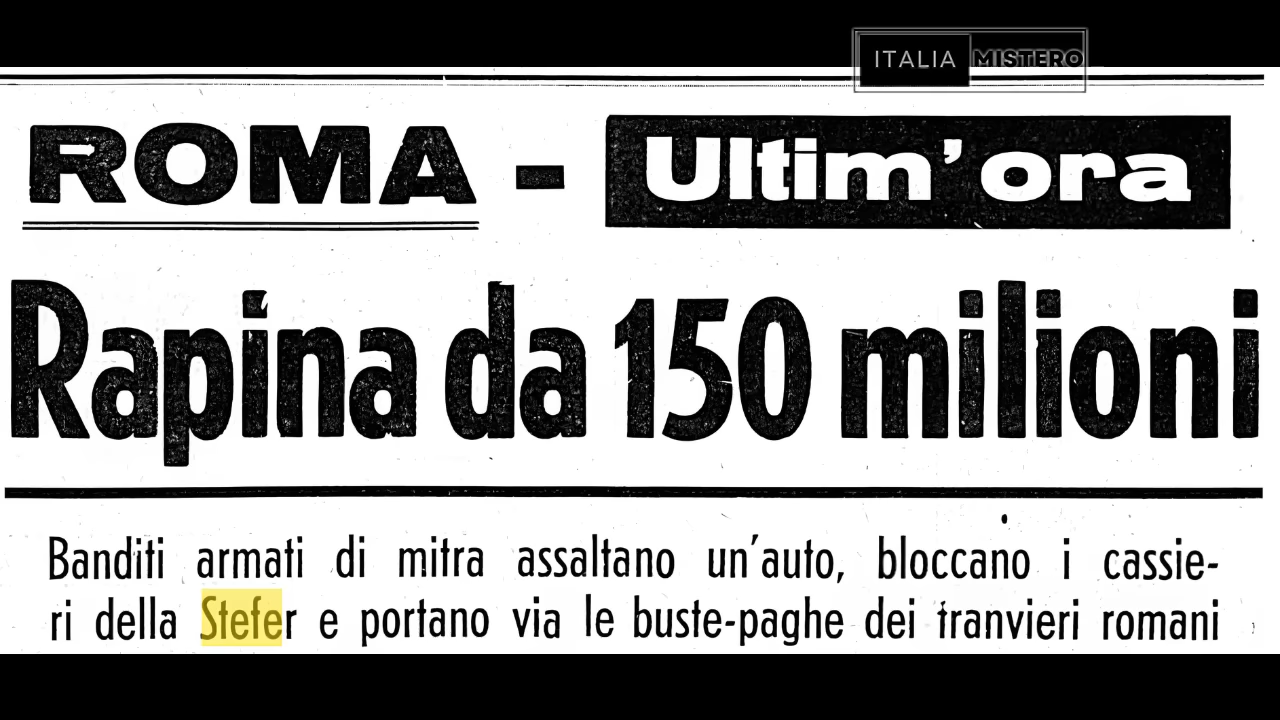 ITALIA MISTERO
ROMA - Ultim'ora
Rapina da 150 milioni
Banditi armati di mitra assaltano un'auto, bloccano i cassie-
ri della Stefer e portano via le buste-paghe dei tranvieri romani